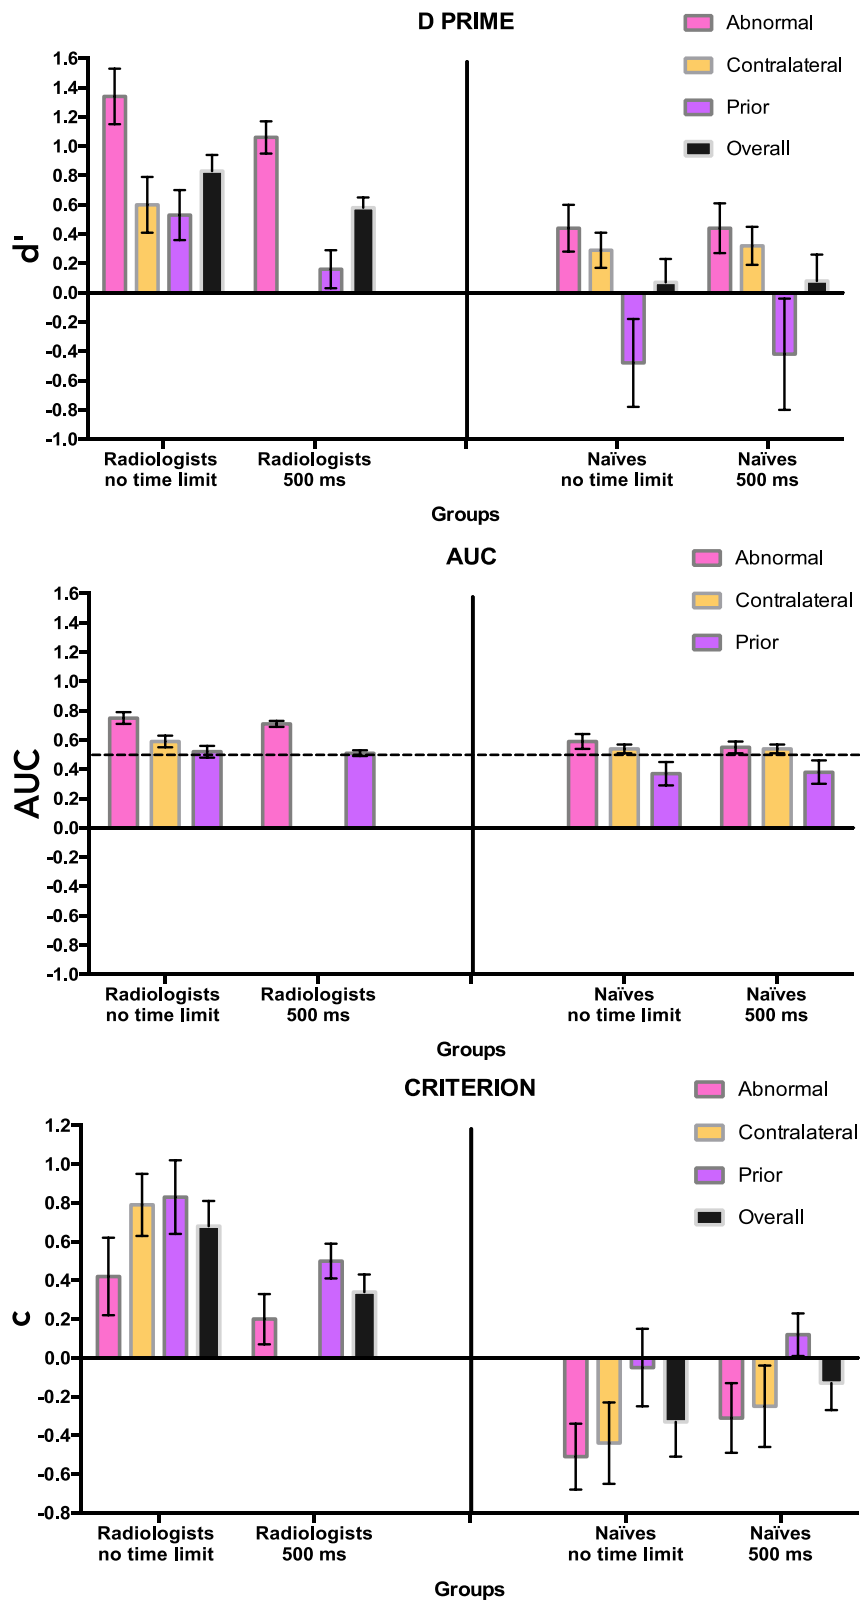 D PRIME
Abnormal
Contralateral
Prior
Overall
1.6
1.4
1.2
1.0
0.8
0.6
0.4
0.2
0.0
-0.2
-0.4
-0.6
-0.8
-1.0
d'
Radiologists
no time limit
Radiologists
500 ms
Naïves
no time limit
Naïves
500 ms
Groups
AUC
Abnormal
Contralateral
Prior
1.6
1.4
1.2
1.0
0.8
0.6
0.4
0.2
0.0
-0.2
-0.4
-0.6
-0.8
-1.0
AUC
Radiologists
no time limit
Radiologists
500 ms
Naïves
no time limit
Naïves
500 ms
Groups
CRITERION
Abnormal
Contralateral
Prior
Overall
1.2
1.0
0.8
0.6
0.4
0.2
0.0
-0.2
-0.4
-0.6
-0.8
c
Radiologists
no time limit
Radiologists
500 ms
Naïves
no time limit
Naïves
500 ms
Groups